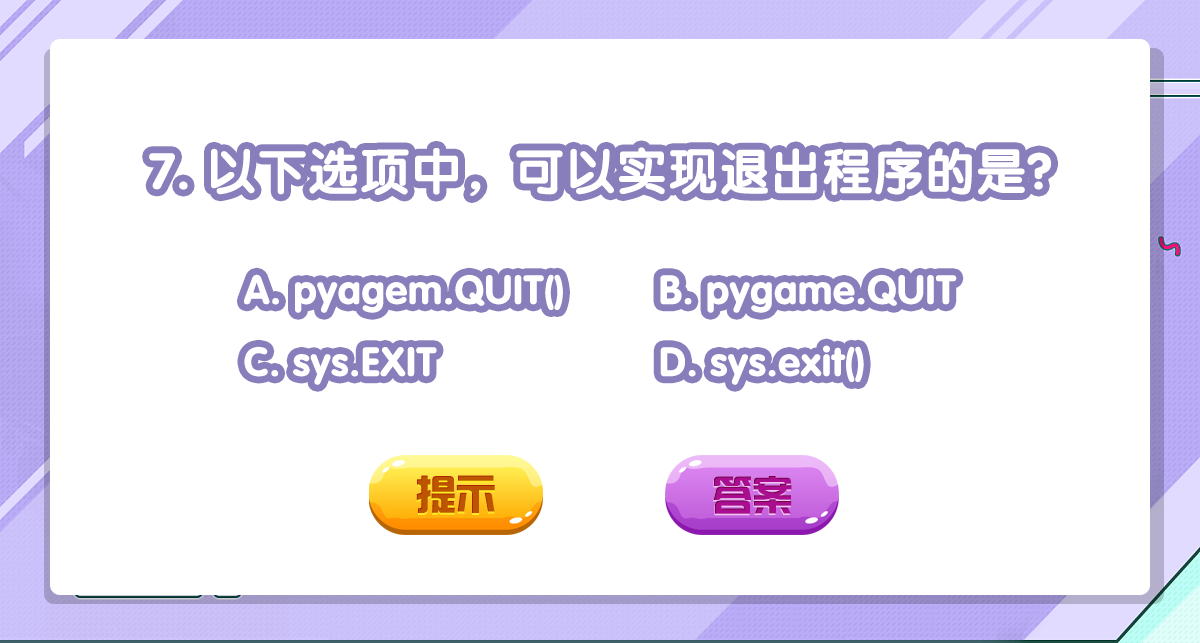 7. 以下选项中，可以实现退出程序的是?
A. pyagem.QUIT() B. pygame.QUIT
C. sys.EXIT D. sys.exit()
提示 答案